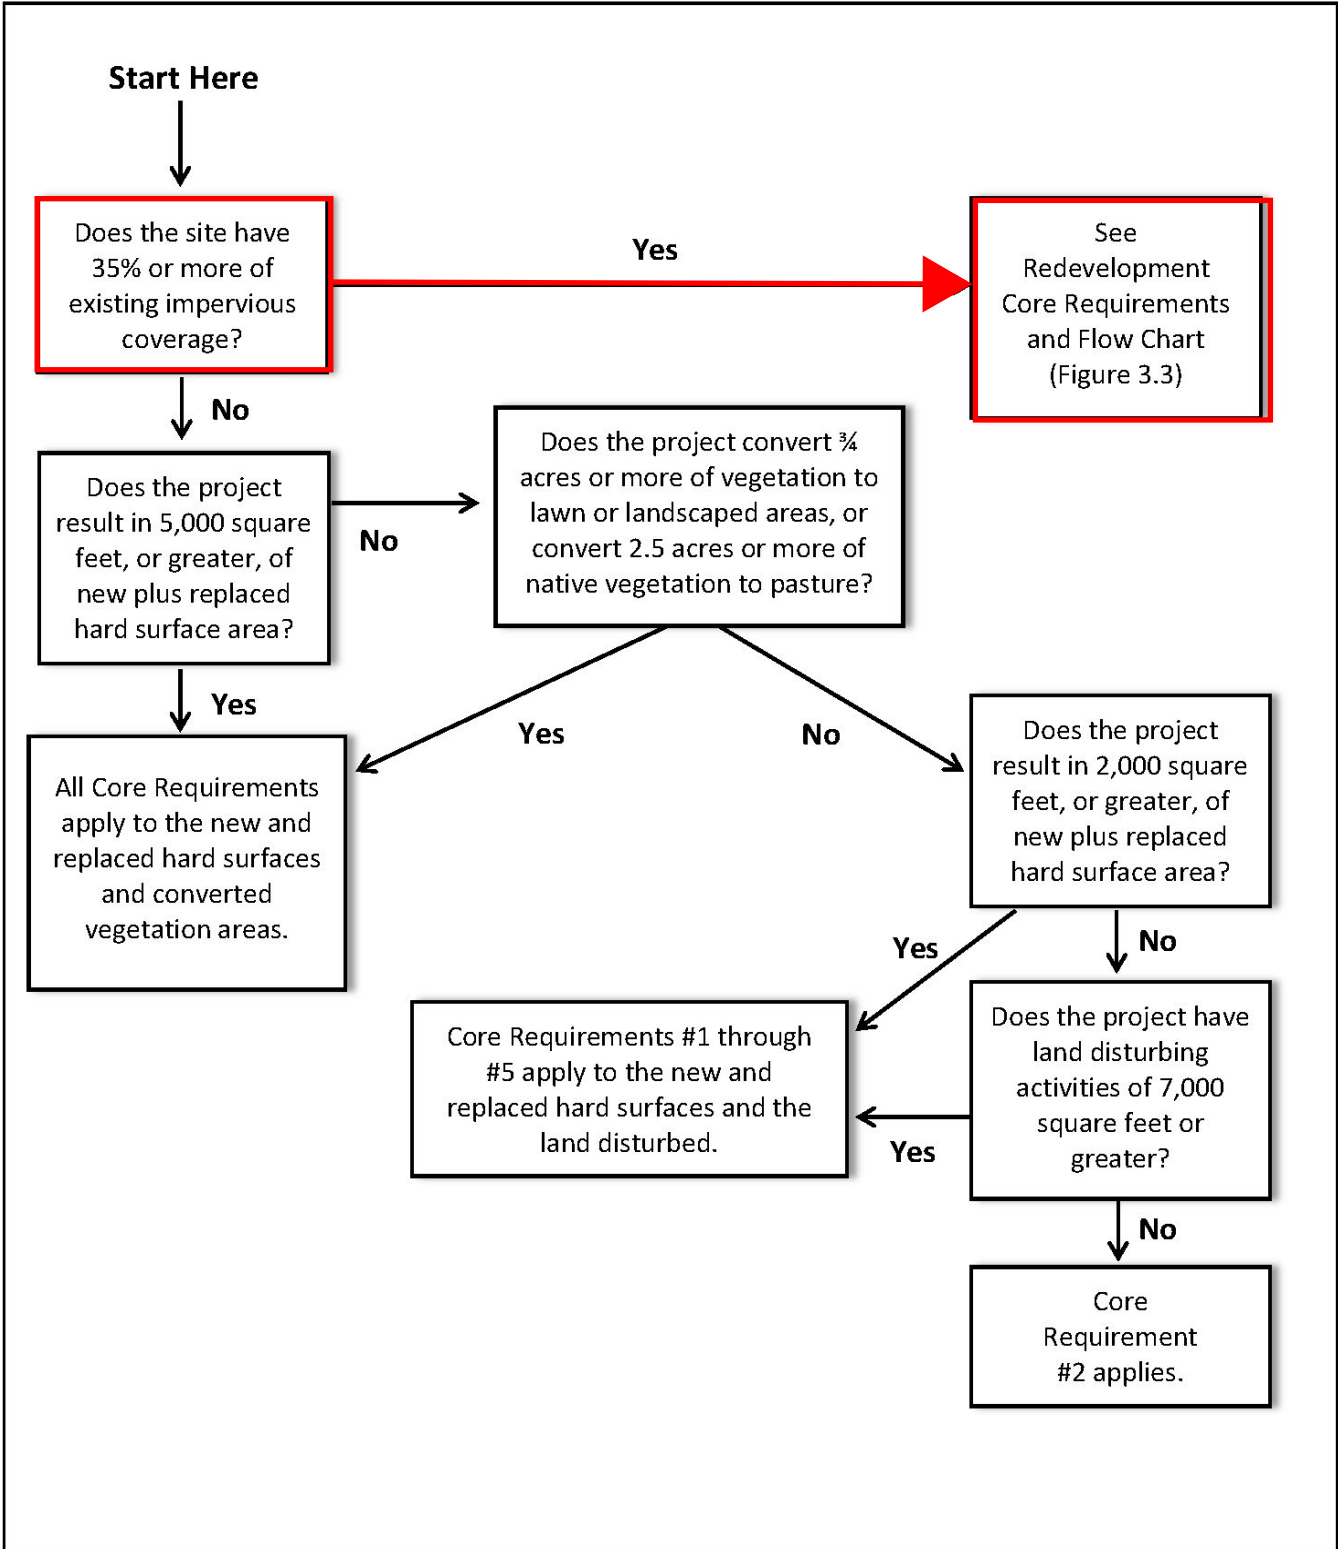 Start Here
Does the site have
35% or more of
existing impervious
coverage?
Yes
See
Redevelopment
Core Requirements
and Flow Chart
(Figure 3.3)
No
Does the project
result in 5,000 square
feet, or greater, of
new plus replaced
hard surface area?
No
Does the project convert ¾
acres or more of vegetation to
lawn or landscaped areas, or
convert 2.5 acres or more of
native vegetation to pasture?
Yes
Yes
No
All Core Requirements
apply to the new and
replaced hard surfaces
and converted
vegetation areas.
Does the project
result in 2,000 square
feet, or greater, of
new plus replaced
hard surface area?
Yes
No
Core Requirements #1 through
#5 apply to the new and
replaced hard surfaces and the
land disturbed.
Does the project have
land disturbing
activities of 7,000
square feet or
greater?
Yes
No
Core
Requirement
#2 applies.